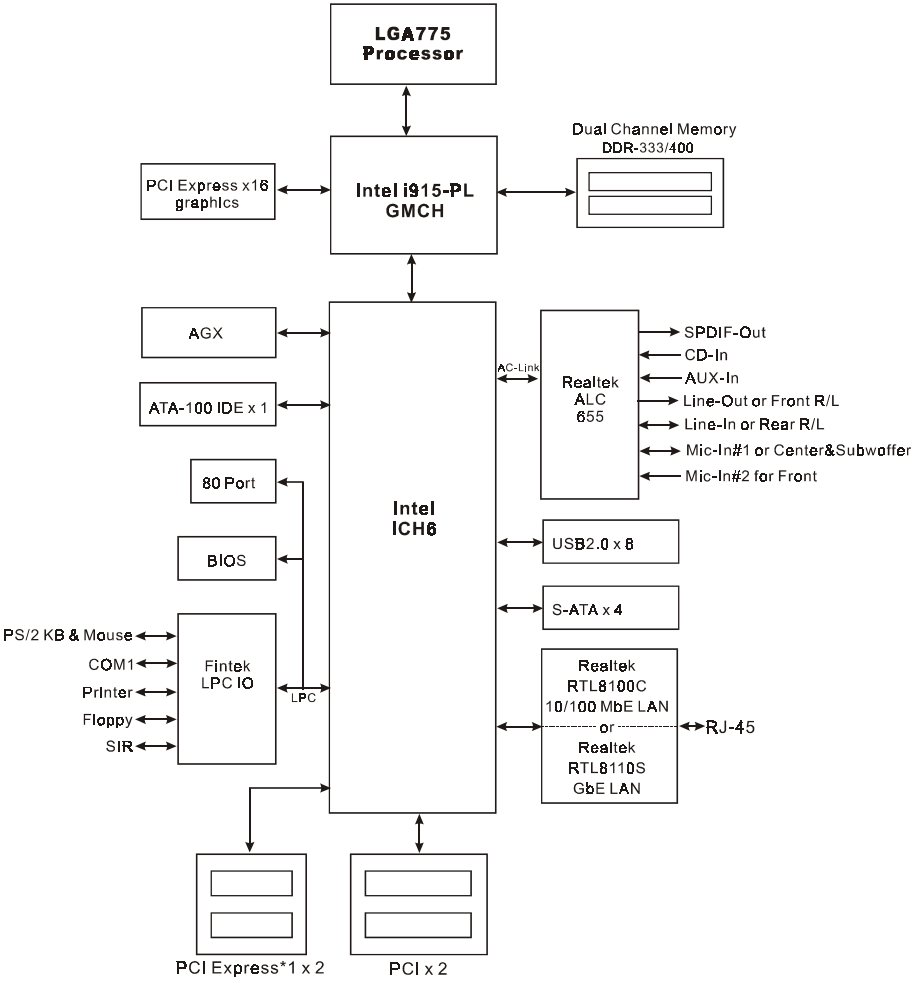 LGA775
Processor
Dual Channel Memory
DDR-333/400
PCI Express x16
graphics
Intel i915-PL
GMCH
AGX
ATA-100 IDE x 1
80 Port
BIOS
PS/2 KB & Mouse
COM1
Printer
Floppy
SIR
Fintek
LPC IO
LPC
Intel
ICH6
AC-Link
Realtek
ALC
655
SPDIF-Out
CD-In
AUX-In
Line-Out or Front R/L
Line-In or Rear R/L
Mic-In#1 or Center&Subwoffer
Mic-In#2 for Front
USB2.0 x 8
S-ATA x 4
Realtek
RTL8100C
10/100 MbE LAN
or
Realtek
RTL8110S
GbE LAN
RJ-45
PCI Express*1 x 2
PCI x 2